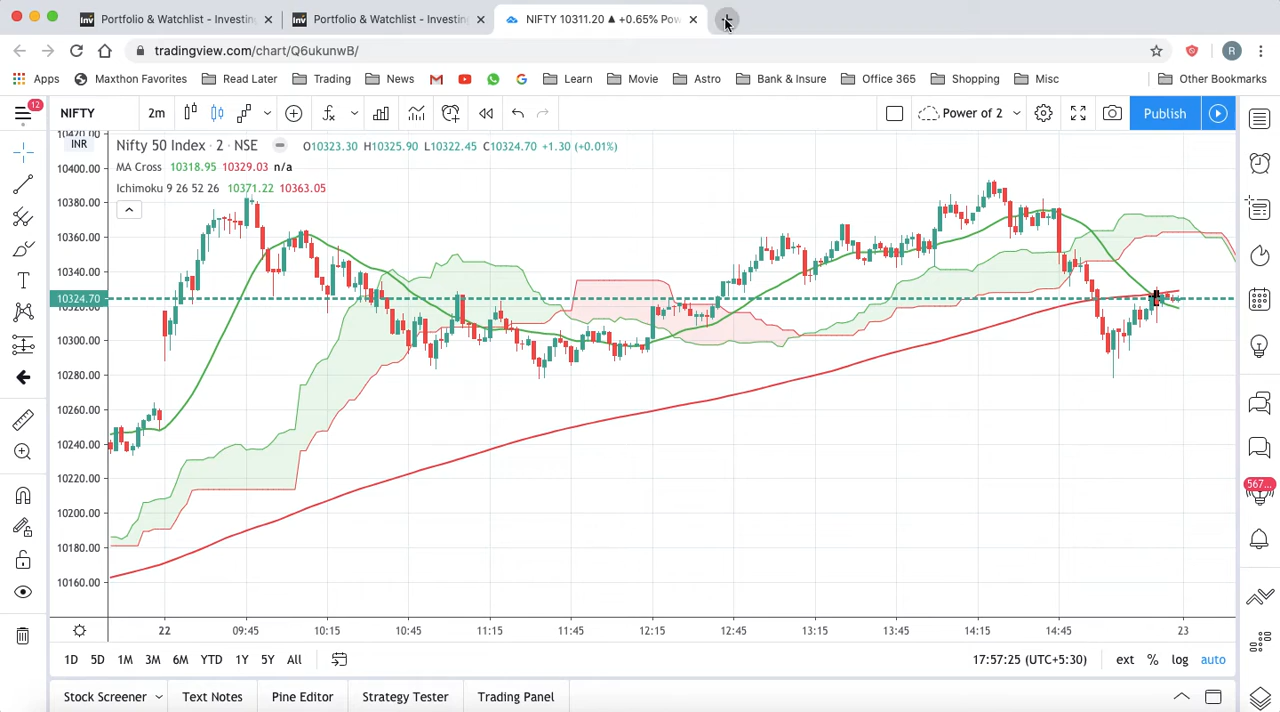 Portfolio & Watchlist - Investing
Portfolio & Watchlist - Investing
NIFTY 10311.20 ▲ +0.65% Pow
tradingview.com/chart/Q6ukunwB/
R
Apps Maxthon Favorites Read Later Trading News Learn Movie Astro Bank & Insure Office 365 Shopping Misc Other Bookmarks
12
NIFTY 2m Power of 2 Publish
INR
Nifty 50 Index · 2 · NSE O10323.30 H10325.90 L10322.45 C10324.70 +1.30 (+0.01%)
MA Cross 10318.95 10329.03 n/a
Ichimoku 9 26 52 26 10371.22 10363.05
10420.00
10400.00
10380.00
10360.00
10340.00
10324.70
10300.00
10280.00
10260.00
10240.00
10220.00
10200.00
10180.00
10160.00
567...
22 09:45 10:15 10:45 11:15 11:45 12:15 12:45 13:15 13:45 14:15 14:45 23
1D 5D 1M 3M 6M YTD 1Y 5Y All 17:57:25 (UTC+5:30) ext % log auto
Stock Screener Text Notes Pine Editor Strategy Tester Trading Panel